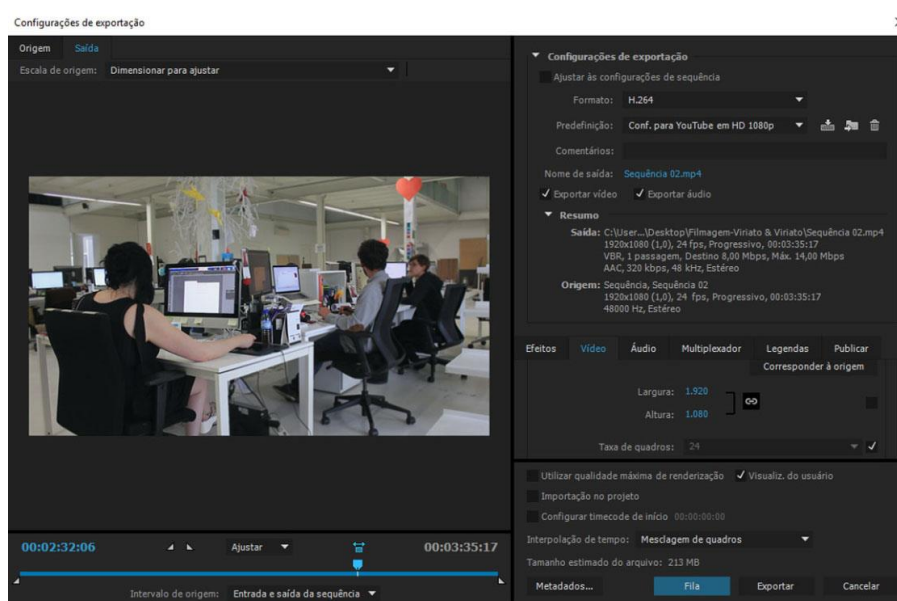 Configurações de exportação
Origem Saída
Escala de origem: Dimensionar para ajustar
Configurações de exportação
Ajustar às configurações de sequência
Formato: H.264
Predefinição: Conf. para YouTube em HD 1080p
Comentários:
Nome de saída: Sequência 02.mp4
Exportar vídeo Exportar áudio
Resumo
Saída: C:\User...\Desktop\Filmagem-Viriato & Viriato\Sequência 02.mp4
1920x1080 (1,0), 24 fps, Progressivo, 00:03:35:17
VBR, 1 passagem, Destino 8,00 Mbps, Máx. 14,00 Mbps
AAC, 320 kbps, 48 kHz, Estéreo
Origem: Sequência, Sequência 02
1920x1080 (1,0), 24 fps, Progressivo, 00:03:35:17
48000 Hz, Estéreo
Efeitos Vídeo Áudio Multiplexador Legendas Publicar
Corresponder à origem
Largura: 1.920
Altura: 1.080
Taxa de quadros: 24
Utilizar qualidade máxima de renderização Visualiz. do usuário
Importação no projeto
Configurar timecode de início 00:00:00:00
Interpolação de tempo: Mesclagem de quadros
Tamanho estimado do arquivo: 213 MB
Metadados... Fila Exportar Cancelar
00:02:32:06 Ajustar 00:03:35:17
Intervalo de origem: Entrada e saída da sequência